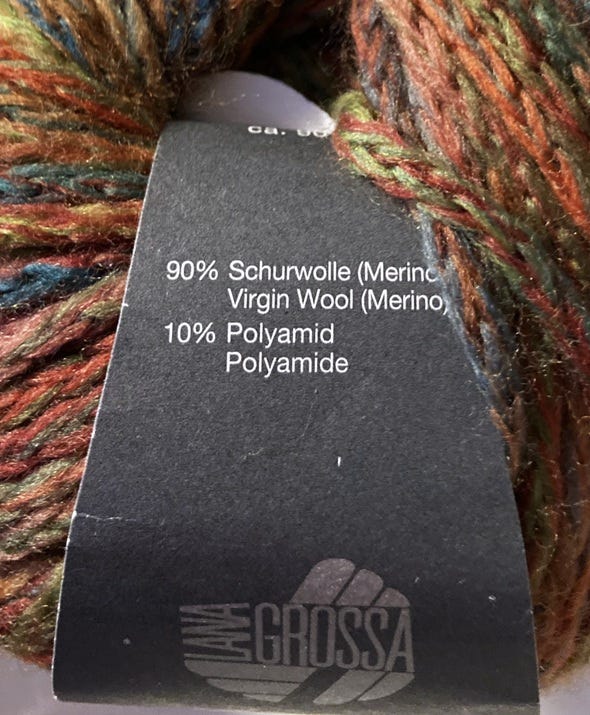 ca.
90% Schurwolle (Merino
Virgin Wool (Merino)
10% Polyamid
Polyamide
LANA GROSSA